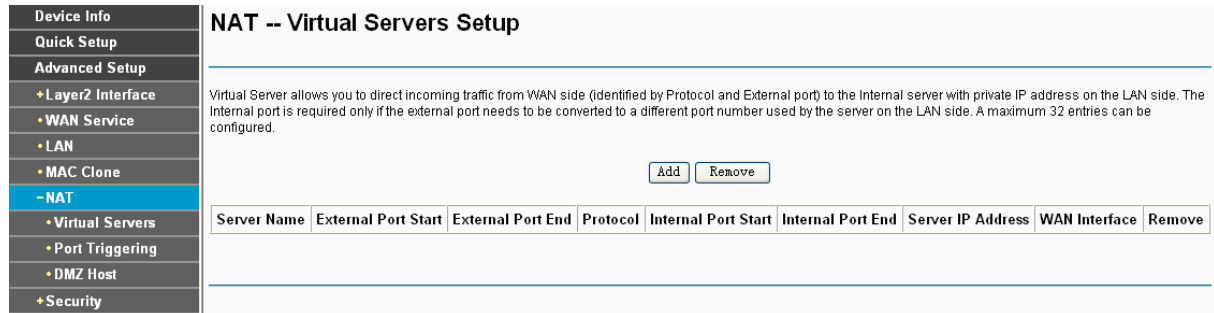 Device Info
Quick Setup
Advanced Setup
+Layer2 Interface
•WAN Service
•LAN
•MAC Clone
-NAT
•Virtual Servers
•Port Triggering
•DMZ Host
+Security
NAT -- Virtual Servers Setup
Virtual Server allows you to direct incoming traffic from WAN side (identified by Protocol and External port) to the Internal server with private IP address on the LAN side. The
Internal port is required only if the external port needs to be converted to a different port number used by the server on the LAN side. A maximum 32 entries can be
configured.
Add Remove
Server Name External Port Start External Port End Protocol Internal Port Start Internal Port End Server IP Address WAN Interface Remove